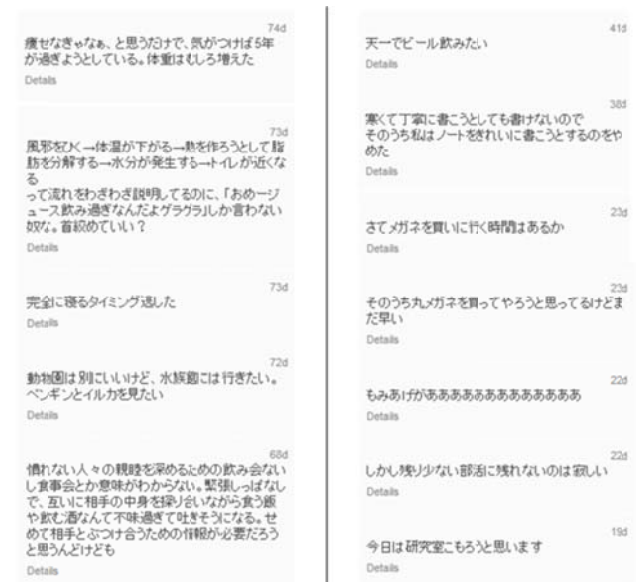 74d
痩せなきゃなぁ、と思うだけで、気がつけば5年
が過ぎようとしている。体重はむしろ増えた
Details
73d
風邪をひく→体温が下がる→熱を作ろうとして脂
肪を分解する→水分が発生する→トイレが近くな
る
って流れをわざわざ説明してるのに、「おめージ
ュース飲み過ぎなんだよゲラゲラ」しか言わない
奴な。首絞めていい？
Details
73d
完全に寝るタイミング逃した
Details
72d
動物園は別にいいけど、水族館には行きたい。
ペンギンとイルカを見たい
Details
68d
慣れない人々の親睦を深めるための飲み会ない
し食事会とか意味がわからない。緊張しっぱなし
で、互いに相手の中身を探り合いながら食う飯
や飲む酒なんて不味過ぎて吐きそうになる。せ
めて相手とぶつけ合うための情報が必要だろう
と思うんどけども
Details
41d
天一でビール飲みたい
Details
38d
寒くて丁寧に書こうとしても書けないので
そのうち私はノートをきれいに書こうとするのをや
めた
Details
23d
さてメガネを買いに行く時間はあるか
Details
23d
そのうち丸メガネを買ってやろうと思ってるけどま
だ早い
Details
22d
もみあげがああああああああああああああ
Details
22d
しかし残り少ない部活に残れないのは寂しい
Details
19d
今日は研究室こもろうと思います
Details